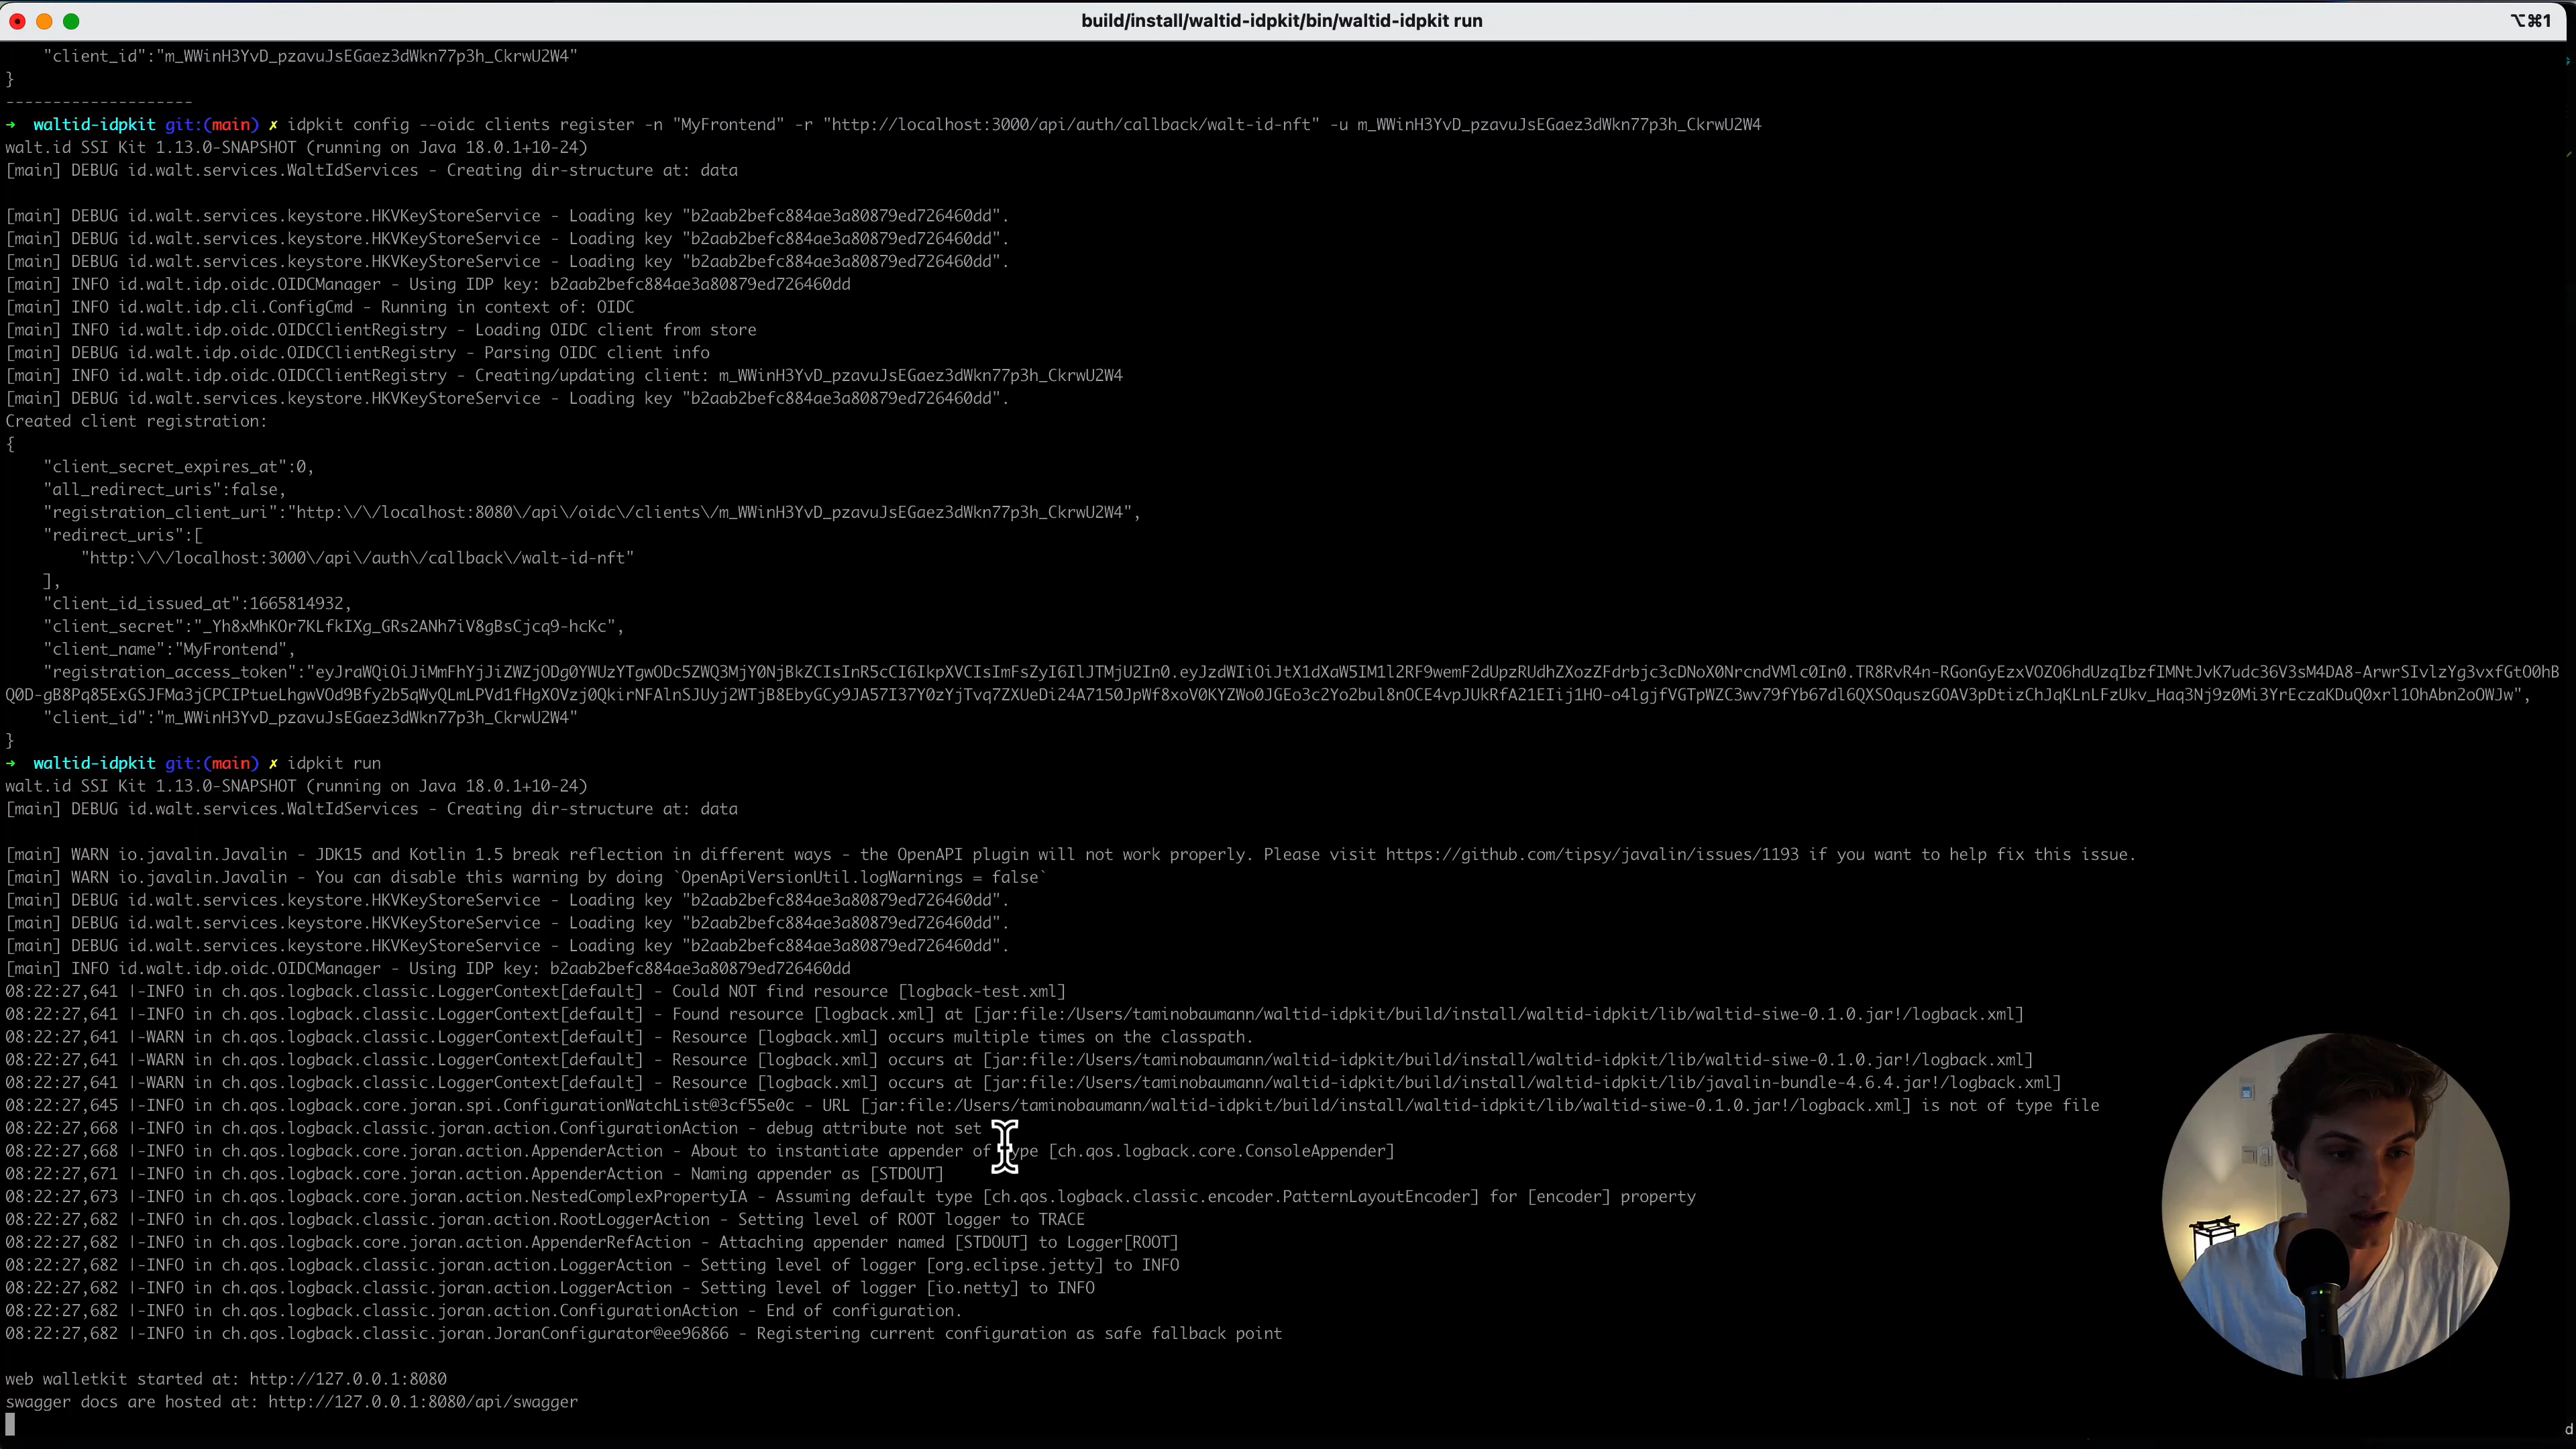 build/install/waltid-idpkit/bin/waltid-idpkit run
⌥⌘1
"client_id":"m_WWinH3YvD_pzavuJsEGaez3dWkn77p3h_CkrwU2W4"
}
--------------------
→ waltid-idpkit git:(main) ✗ idpkit config --oidc clients register -n "MyFrontend" -r "http://localhost:3000/api/auth/callback/walt-id-nft" -u m_WWinH3YvD_pzavuJsEGaez3dWkn77p3h_CkrwU2W4
walt.id SSI Kit 1.13.0-SNAPSHOT (running on Java 18.0.1+10-24)
[main] DEBUG id.walt.services.WaltIdServices - Creating dir-structure at: data
[main] DEBUG id.walt.services.keystore.HKVKeyStoreService - Loading key "b2aab2befc884ae3a80879ed726460dd".
[main] DEBUG id.walt.services.keystore.HKVKeyStoreService - Loading key "b2aab2befc884ae3a80879ed726460dd".
[main] DEBUG id.walt.services.keystore.HKVKeyStoreService - Loading key "b2aab2befc884ae3a80879ed726460dd".
[main] INFO id.walt.idp.oidc.OIDCManager - Using IDP key: b2aab2befc884ae3a80879ed726460dd
[main] INFO id.walt.idp.cli.ConfigCmd - Running in context of: OIDC
[main] INFO id.walt.idp.oidc.OIDCClientRegistry - Loading OIDC client from store
[main] DEBUG id.walt.idp.oidc.OIDCClientRegistry - Parsing OIDC client info
[main] INFO id.walt.idp.oidc.OIDCClientRegistry - Creating/updating client: m_WWinH3YvD_pzavuJsEGaez3dWkn77p3h_CkrwU2W4
[main] DEBUG id.walt.services.keystore.HKVKeyStoreService - Loading key "b2aab2befc884ae3a80879ed726460dd".
Created client registration:
{
"client_secret_expires_at":0,
"all_redirect_uris":false,
"registration_client_uri":"http:\/\/localhost:8080\/api\/oidc\/clients\/m_WWinH3YvD_pzavuJsEGaez3dWkn77p3h_CkrwU2W4",
"redirect_uris":[
"http:\/\/localhost:3000\/api\/auth\/callback\/walt-id-nft"
],
"client_id_issued_at":1665814932,
"client_secret":"_Yh8xMhKOr7KLfkIXg_GRs2ANh7iV8gBsCjcq9-hcKc",
"client_name":"MyFrontend",
"registration_access_token":
"client_id":"m_WWinH3YvD_pzavuJsEGaez3dWkn77p3h_CkrwU2W4"
}
→ waltid-idpkit git:(main) ✗ idpkit run
walt.id SSI Kit 1.13.0-SNAPSHOT (running on Java 18.0.1+10-24)
[main] DEBUG id.walt.services.WaltIdServices - Creating dir-structure at: data
[main] WARN io.javalin.Javalin - JDK15 and Kotlin 1.5 break reflection in different ways - the OpenAPI plugin will not work properly. Please visit https://github.com/tipsy/javalin/issues/1193 if you want to help fix this issue.
[main] WARN io.javalin.Javalin - You can disable this warning by doing `OpenApiVersionUtil.logWarnings = false`
[main] DEBUG id.walt.services.keystore.HKVKeyStoreService - Loading key "b2aab2befc884ae3a80879ed726460dd".
[main] DEBUG id.walt.services.keystore.HKVKeyStoreService - Loading key "b2aab2befc884ae3a80879ed726460dd".
[main] DEBUG id.walt.services.keystore.HKVKeyStoreService - Loading key "b2aab2befc884ae3a80879ed726460dd".
[main] INFO id.walt.idp.oidc.OIDCManager - Using IDP key: b2aab2befc884ae3a80879ed726460dd
08:22:27,641 |-INFO in ch.qos.logback.classic.LoggerContext[default] - Could NOT find resource [logback-test.xml]
08:22:27,641 |-INFO in ch.qos.logback.classic.LoggerContext[default] - Found resource [logback.xml] at [jar:file:/Users/taminobaumann/waltid-idpkit/build/install/waltid-idpkit/lib/waltid-siwe-0.1.0.jar!/logback.xml]
08:22:27,641 |-WARN in ch.qos.logback.classic.LoggerContext[default] - Resource [logback.xml] occurs multiple times on the classpath.
08:22:27,641 |-WARN in ch.qos.logback.classic.LoggerContext[default] - Resource [logback.xml] occurs at [jar:file:/Users/taminobaumann/waltid-idpkit/build/install/waltid-idpkit/lib/waltid-siwe-0.1.0.jar!/logback.xml]
08:22:27,641 |-WARN in ch.qos.logback.classic.LoggerContext[default] - Resource [logback.xml] occurs at [jar:file:/Users/taminobaumann/waltid-idpkit/build/install/waltid-idpkit/lib/javalin-bundle-4.6.4.jar!/logback.xml]
08:22:27,645 |-INFO in ch.qos.logback.core.joran.spi.ConfigurationWatchList@3cf55e0c - URL [jar:file:/Users/taminobaumann/waltid-idpkit/build/install/waltid-idpkit/lib/waltid-siwe-0.1.0.jar!/logback.xml] is not of type file
08:22:27,668 |-INFO in ch.qos.logback.classic.joran.action.ConfigurationAction - debug attribute not set
08:22:27,668 |-INFO in ch.qos.logback.core.joran.action.AppenderAction - About to instantiate appender of type [ch.qos.logback.core.ConsoleAppender]
08:22:27,671 |-INFO in ch.qos.logback.core.joran.action.AppenderAction - Naming appender as [STDOUT]
08:22:27,673 |-INFO in ch.qos.logback.core.joran.action.NestedComplexPropertyIA - Assuming default type [ch.qos.logback.classic.encoder.PatternLayoutEncoder] for [encoder] property
08:22:27,682 |-INFO in ch.qos.logback.classic.joran.action.RootLoggerAction - Setting level of ROOT logger to TRACE
08:22:27,682 |-INFO in ch.qos.logback.core.joran.action.AppenderRefAction - Attaching appender named [STDOUT] to Logger[ROOT]
08:22:27,682 |-INFO in ch.qos.logback.classic.joran.action.LoggerAction - Setting level of logger [org.eclipse.jetty] to INFO
08:22:27,682 |-INFO in ch.qos.logback.classic.joran.action.LoggerAction - Setting level of logger [io.netty] to INFO
08:22:27,682 |-INFO in ch.qos.logback.classic.joran.action.ConfigurationAction - End of configuration.
08:22:27,682 |-INFO in ch.qos.logback.classic.joran.JoranConfigurator@ee96866 - Registering current configuration as safe fallback point
web walletkit started at: http://127.0.0.1:8080
swagger docs are hosted at: http://127.0.0.1:8080/api/swagger
d